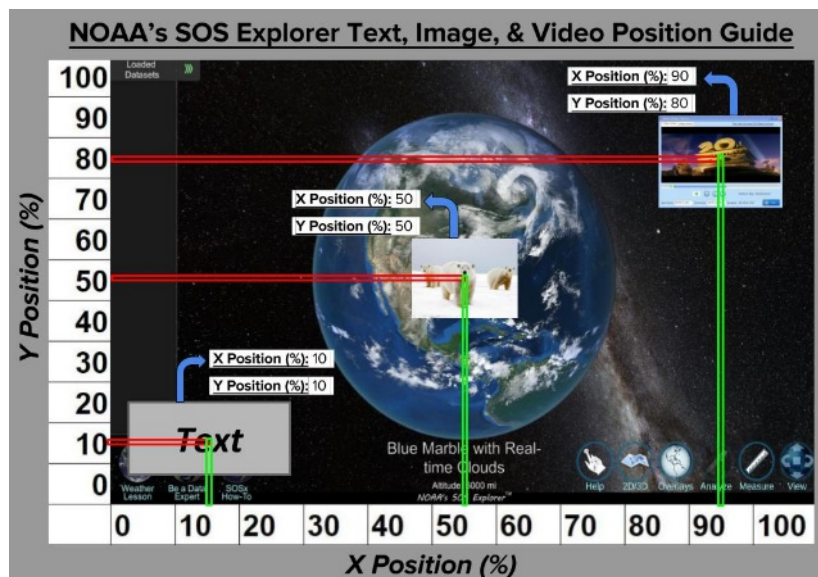 NOAA's SOS Explorer Text, Image, & Video Position Guide
Y Position (%)
100
90
80
70
60
50
40
30
20
10
0
Loaded
Datasets
X Position (%): 90
Y Position (%): 80
20
X Position (%): 50
Y Position (%): 50
X Position (%): 10
Y Position (%): 10
Text
Blue Marble with Real-
time Clouds
NOAA's SOS Explorer™
Weather
Lesson
Be a Data
Expert
SOSx
How-To
Help
2D/3D
Overlays
Analyze
Measure
View
0 10 20 30 40 50 60 70 80 90 100
X Position (%)